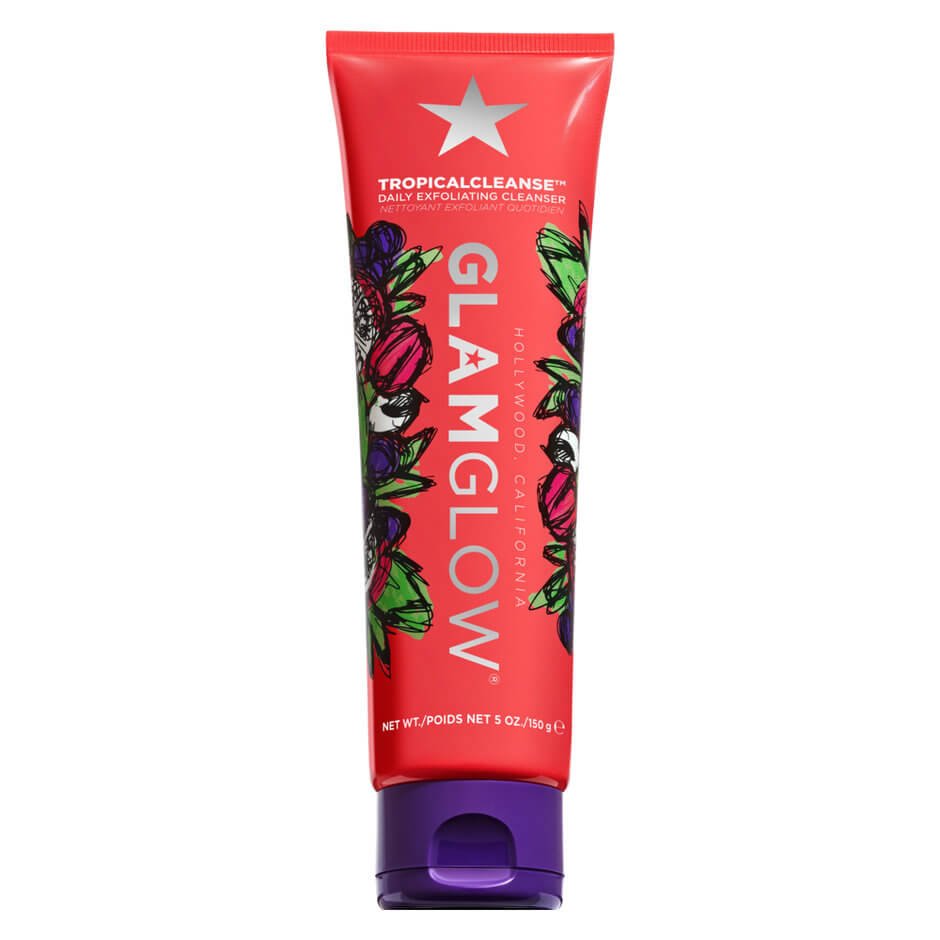 TROPICALCLEANSE™
DAILY EXFOLIATING CLEANSER
NETTOYANT EXFOLIANT QUOTIDIEN
GLAMGLOW®
HOLLYWOOD, CALIFORNIA
NET WT./POIDS NET 5 OZ./150 g ℮